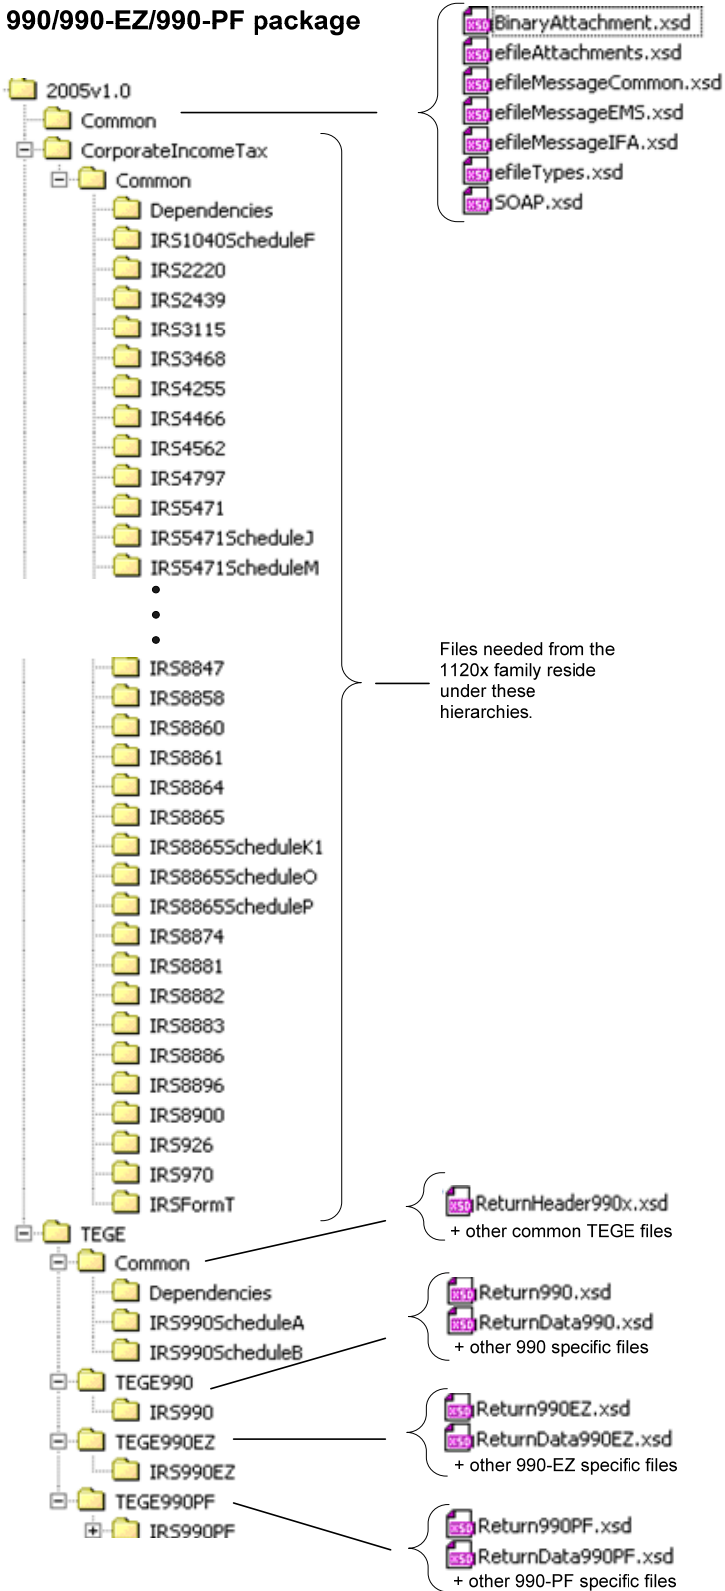 990/990-EZ/990-PF package
BinaryAttachment.xsd
efileAttachments.xsd
efileMessageCommon.xsd
efileMessageEMS.xsd
efileMessageIFA.xsd
efileTypes.xsd
SOAP.xsd
2005v1.0
Common
CorporateIncomeTax
Common
Dependencies
IRS1040ScheduleF
IRS2220
IRS2439
IRS3115
IRS3468
IRS4255
IRS4466
IRS4562
IRS4797
IRS5471
IRS5471ScheduleJ
IRS5471ScheduleM
Files needed from the
1120x family reside
under these
hierarchies.
IRS8847
IRS8858
IRS8860
IRS8861
IRS8864
IRS8865
IRS8865ScheduleK1
IRS8865ScheduleO
IRS8865ScheduleP
IRS8874
IRS8881
IRS8882
IRS8883
IRS8886
IRS8896
IRS8900
IRS926
IRS970
IRSFormT
TEGE
Common
Dependencies
IRS990ScheduleA
IRS990ScheduleB
TEGE990
IRS990
TEGE990EZ
IRS990EZ
TEGE990PF
IRS990PF
ReturnHeader990x.xsd
+ other common TEGE files
Return990.xsd
ReturnData990.xsd
+ other 990 specific files
Return990EZ.xsd
ReturnData990EZ.xsd
+ other 990-EZ specific files
Return990PF.xsd
ReturnData990PF.xsd
+ other 990-PF specific files